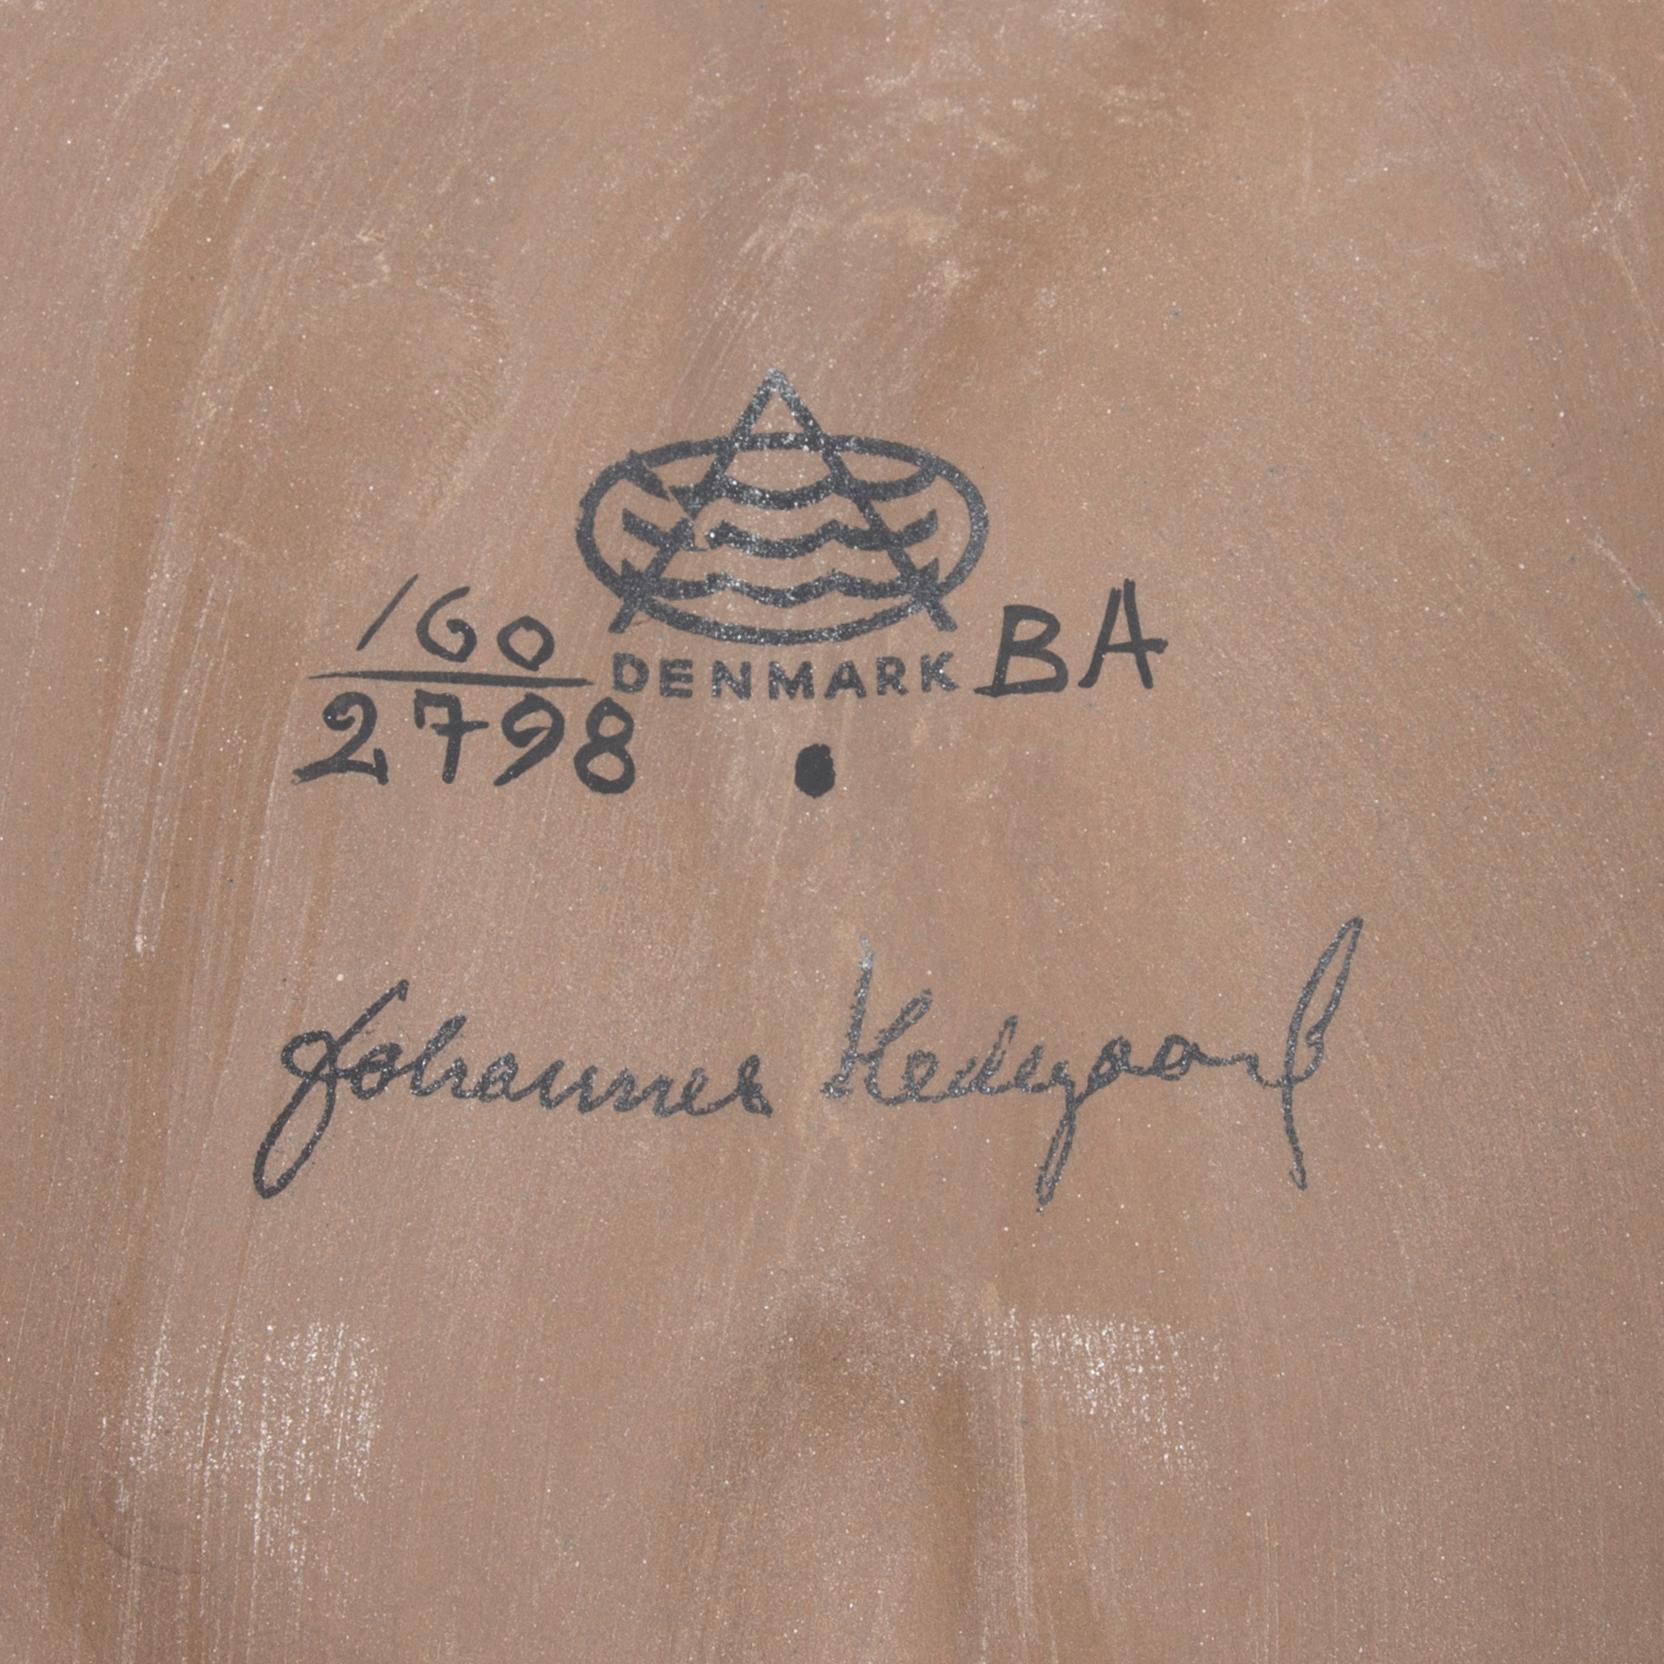 160
2798
DENMARK BA
Johannes Hedegaard